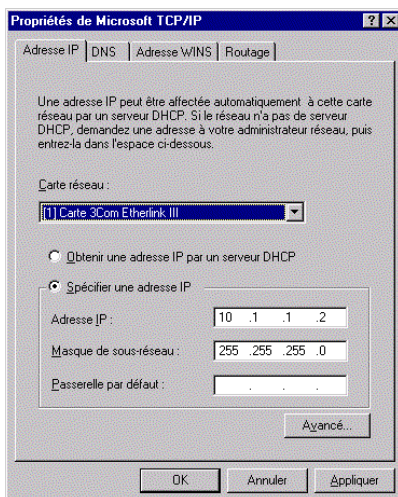 Propriétés de Microsoft TCP/IP
Adresse IP DNS Adresse WINS Routage
Une adresse IP peut être affectée automatiquement à cette carte
réseau par un serveur DHCP. Si le réseau n'a pas de serveur
DHCP, demandez une adresse à votre administrateur réseau, puis
entrez-la dans l'espace ci-dessous.
Carte réseau :
[1] Carte 3Com Etherlink III
Obtenir une adresse IP par un serveur DHCP
Spécifier une adresse IP
Adresse IP : 10 .1 .1 .2
Masque de sous-réseau : 255 .255 .255 .0
Passerelle par défaut : . . .
Avancé...
OK Annuler Appliquer